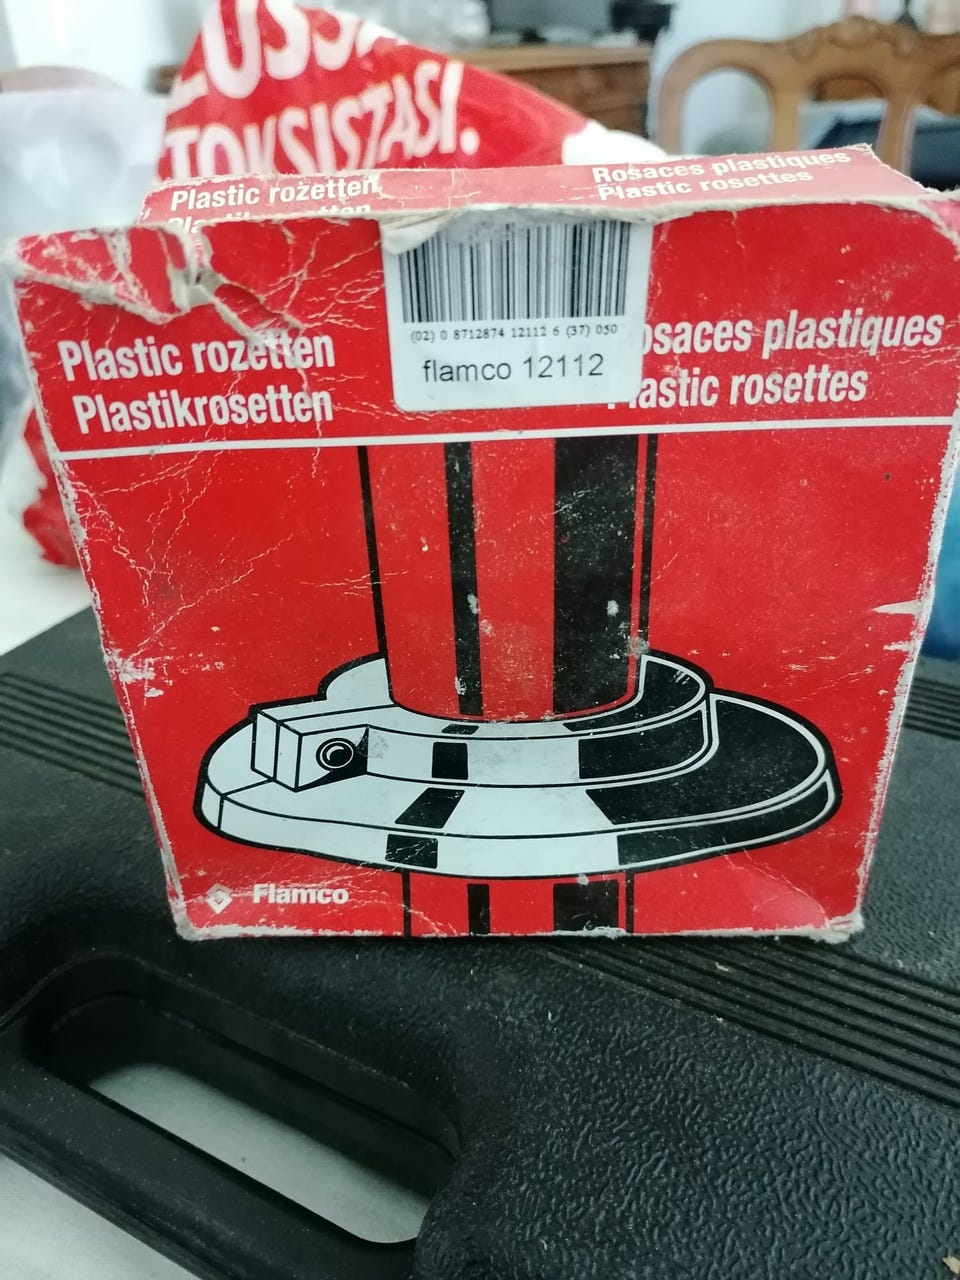 TOKSISTASI.
Plastic rozetten
Rosaces plastiques
Plastic rosettes
(02) 0 8712874 12112 6 (37) 050
flamco 12112
Plastic rozetten
Plastikrosetten
plastiques
rosettes
Flamco